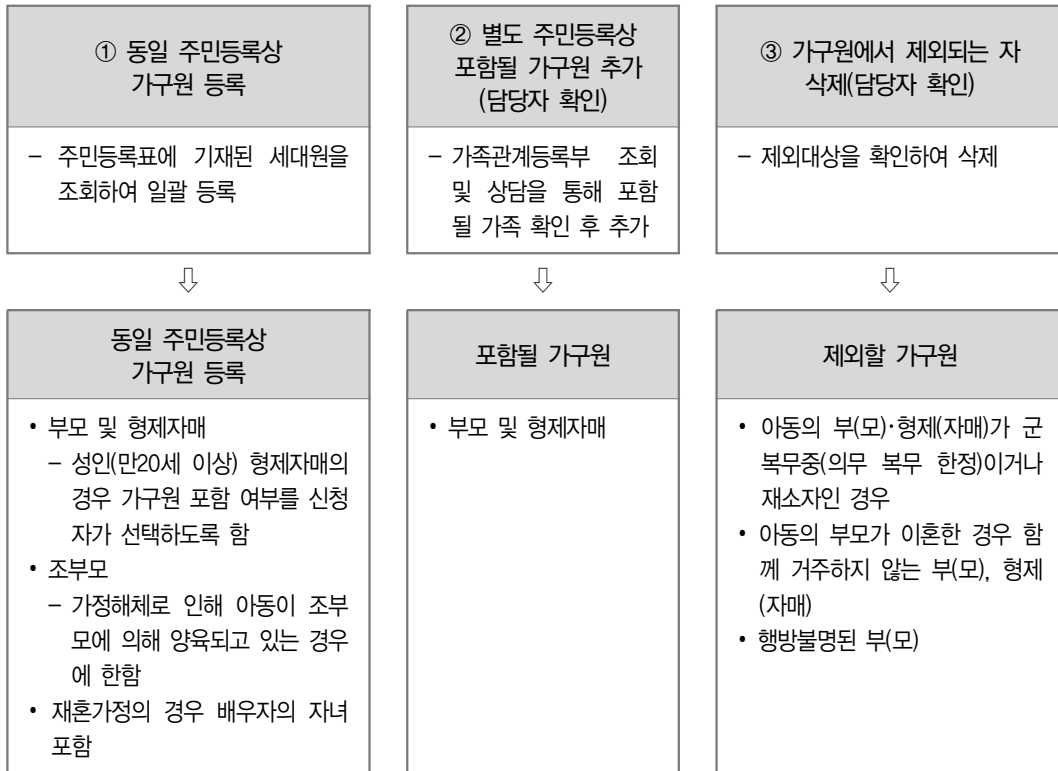 ① 동일 주민등록상
가구원 등록
– 주민등록표에 기재된 세대원을
조회하여 일괄 등록
② 별도 주민등록상
포함될 가구원 추가
(담당자 확인)
– 가족관계등록부 조회
및 상담을 통해 포함
될 가족 확인 후 추가
③ 가구원에서 제외되는 자
삭제(담당자 확인)
– 제외대상을 확인하여 삭제
⇩
⇩
⇩
동일 주민등록상
가구원 등록
• 부모 및 형제자매
– 성인(만20세 이상) 형제자매의
경우 가구원 포함 여부를 신청
자가 선택하도록 함
• 조부모
– 가정해체로 인해 아동이 조부
모에 의해 양육되고 있는 경우
에 한함
• 재혼가정의 경우 배우자의 자녀
포함
포함될 가구원
• 부모 및 형제자매
제외할 가구원
• 아동의 부(모)·형제(자매)가 군
복무중(의무 복무 한정)이거나
재소자인 경우
• 아동의 부모가 이혼한 경우 함
께 거주하지 않는 부(모), 형제
(자매)
• 행방불명된 부(모)